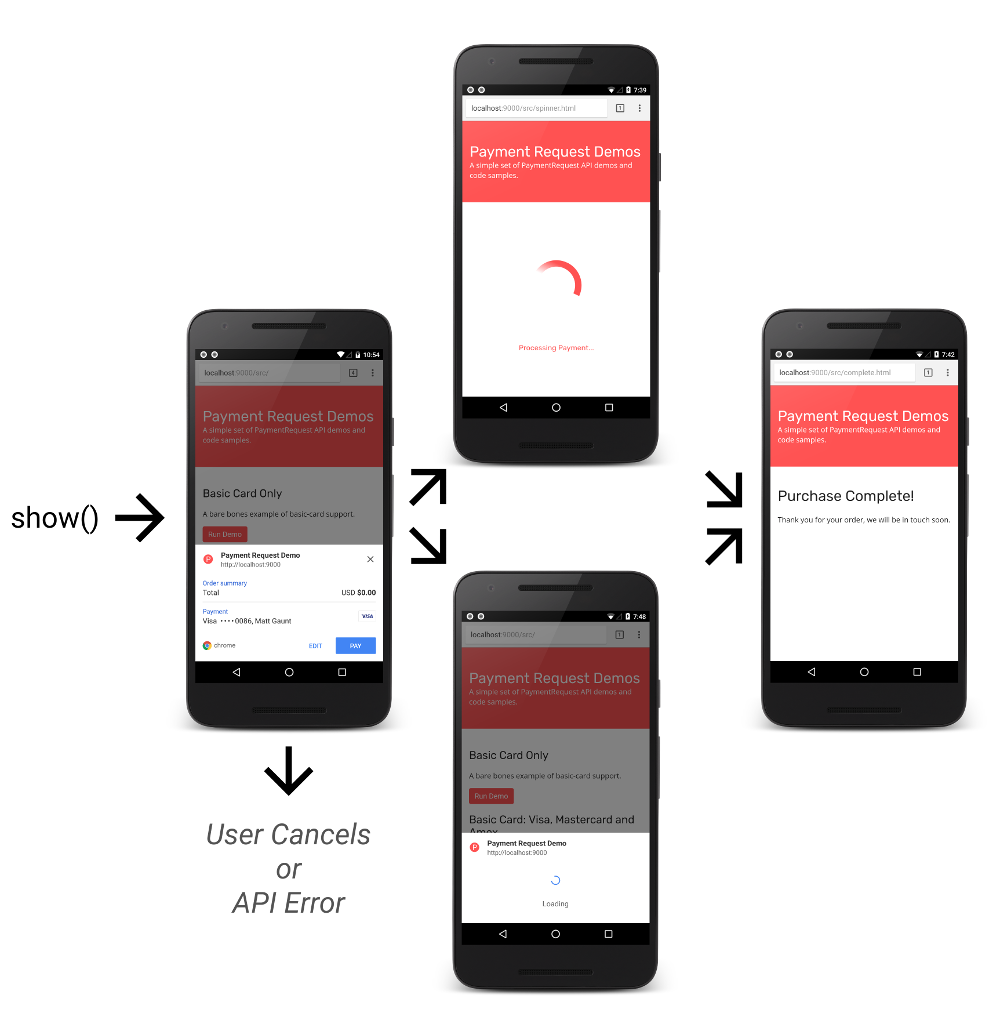 show()
10:54
localhost:9000/src/
4
Payment Request Demos
A simple set of PaymentRequest API demos and
code samples.
Basic Card Only
A bare bones example of basic-card support.
Run Demo
P
Payment Request Demo
http://localhost:9000
Order summary
Total USD $0.00
Payment
Visa ····0086, Matt Gaunt VISA
chrome EDIT PAY
User Cancels
or
API Error
7:39
localhost:9000/src/spinner.html
1
Payment Request Demos
A simple set of PaymentRequest API demos and
code samples.
Processing Payment...
7:48
localhost:9000/src/
1
Payment Request Demos
A simple set of PaymentRequest API demos and
code samples.
Basic Card Only
A bare bones example of basic-card support.
Run Demo
Basic Card: Visa, Mastercard and
Amex
P
Payment Request Demo
http://localhost:9000
Loading
7:42
localhost:9000/src/complete.html
1
Payment Request Demos
A simple set of PaymentRequest API demos and
code samples.
Purchase Complete!
Thank you for your order, we will be in touch soon.